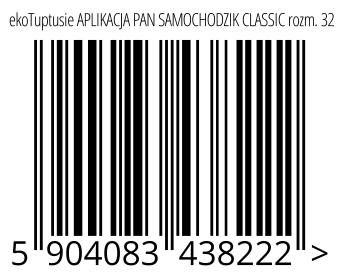 ekoTuptusie APLIKACJA PAN SAMOCHODZIK CLASSIC rozm. 32
5 904083 438222 >